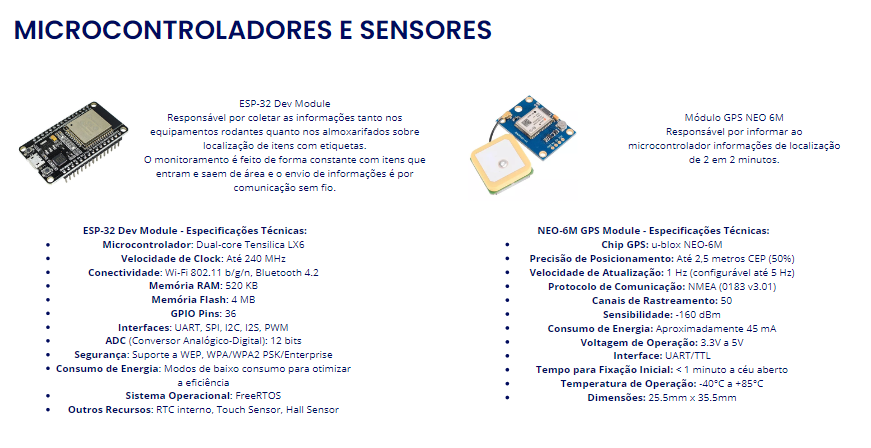 MICROCONTROLADORES E SENSORES
ESP-32 Dev Module
Responsável por coletar as informações tanto nos
equipamentos rodantes quanto nos almoxarifados sobre
localização de itens com etiquetas.
O monitoramento é feito de forma constante com itens que
entram e saem de área e o envio de informações é por
comunicação sem fio.
ESP-32 Dev Module - Especificações Técnicas:
• Microcontrolador: Dual-core Tensilica LX6
• Velocidade de Clock: Até 240 MHz
• Conectividade: Wi-Fi 802.11 b/g/n, Bluetooth 4.2
• Memória RAM: 520 KB
• Memória Flash: 4 MB
• GPIO Pins: 36
• Interfaces: UART, SPI, I2C, I2S, PWM
• ADC (Conversor Analógico-Digital): 12 bits
• Segurança: Suporte a WEP, WPA/WPA2 PSK/Enterprise
• Consumo de Energia: Modos de baixo consumo para otimizar
a eficiência
• Sistema Operacional: FreeRTOS
• Outros Recursos: RTC interno, Touch Sensor, Hall Sensor
Módulo GPS NEO 6M
Responsável por informar ao
microcontrolador informações de localização
de 2 em 2 minutos.
NEO-6M GPS Module - Especificações Técnicas:
• Chip GPS: u-blox NEO-6M
• Precisão de Posicionamento: Até 2,5 metros CEP (50%)
• Velocidade de Atualização: 1 Hz (configurável até 5 Hz)
• Protocolo de Comunicação: NMEA (0183 v3.01)
• Canais de Rastreamento: 50
• Sensibilidade: -160 dBm
• Consumo de Energia: Aproximadamente 45 mA
• Voltagem de Operação: 3.3V a 5V
• Interface: UART/TTL
• Tempo para Fixação Inicial: < 1 minuto a céu aberto
• Temperatura de Operação: -40°C a +85°C
• Dimensões: 25.5mm x 35.5mm